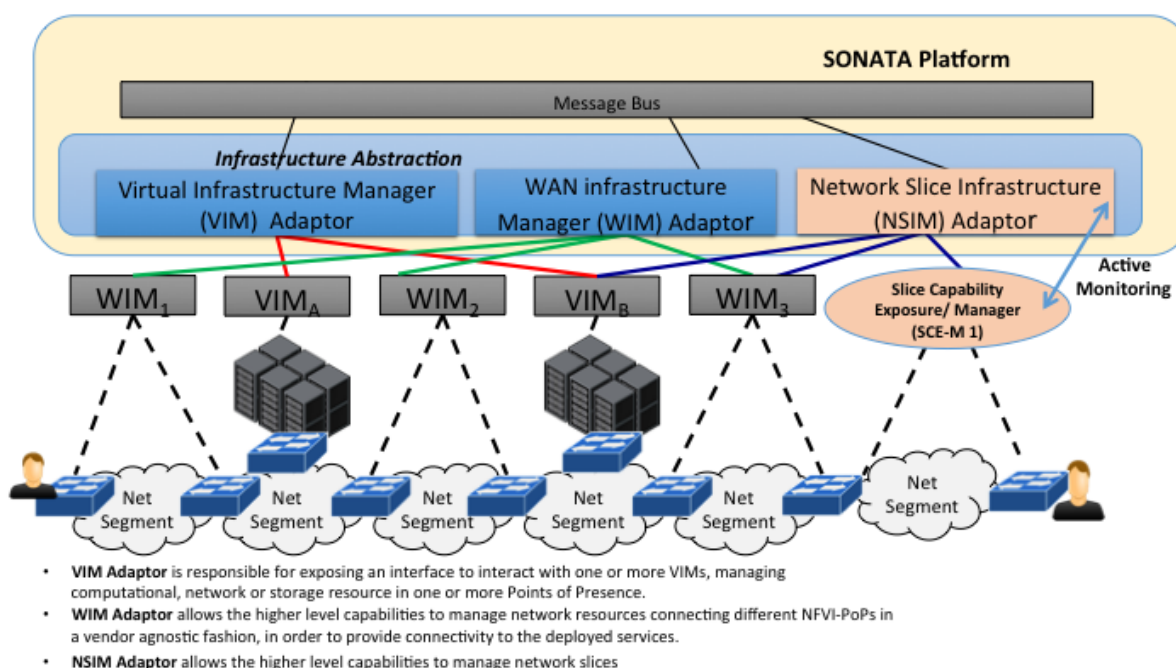 SONATA Platform
Message Bus
Infrastructure Abstraction
Virtual Infrastructure Manager
(VIM) Adaptor
WAN infrastructure
Manager (WIM) Adaptor
Network Slice Infrastructure
(NSIM) Adaptor
Active
Monitoring
WIM1
VIMA
WIM2
VIMB
WIM3
Slice Capability
Exposure/ Manager
(SCE-M 1)
Net
Segment
Net
Segment
Net
Segment
Net
Segment
Net
Segment
Net
Segment
• VIM Adaptor is responsible for exposing an interface to interact with one or more VIMs, managing
computational, network or storage resource in one or more Points of Presence.
• WIM Adaptor allows the higher level capabilities to manage network resources connecting different NFVI-PoPs in
a vendor agnostic fashion, in order to provide connectivity to the deployed services.
• NSIM Adaptor allows the higher level capabilities to manage network slices